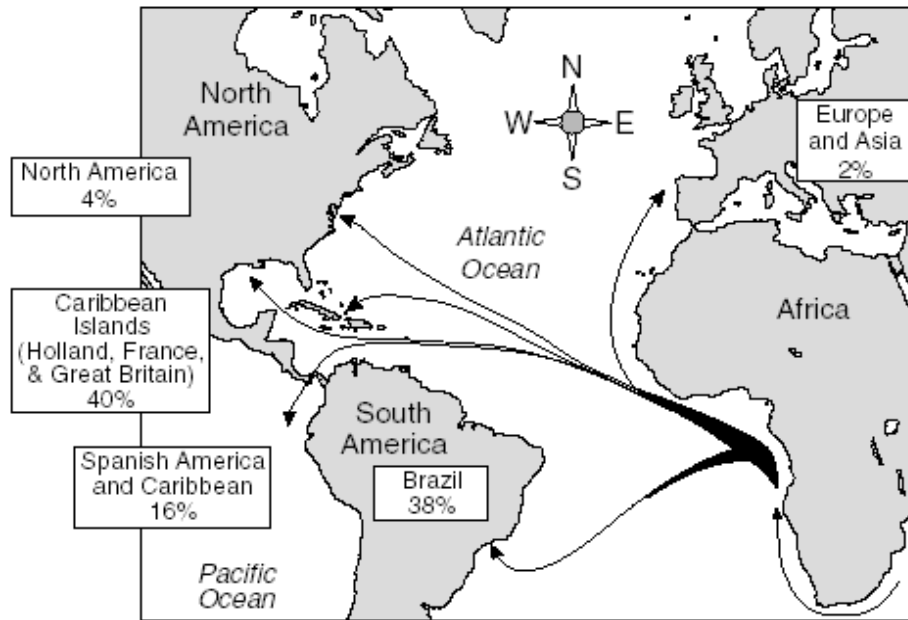 North
America
N
W
E
S
Europe
and Asia
2%
North America
4%
Atlantic
Ocean
Africa
Caribbean
Islands
(Holland, France,
& Great Britain)
40%
South
America
Spanish America
and Caribbean
16%
Brazil
38%
Pacific
Ocean